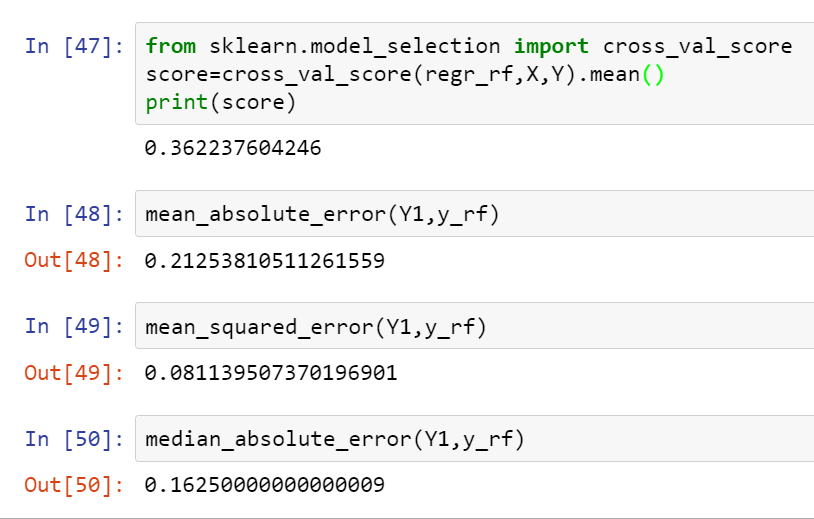 In [47]: from sklearn.model_selection import cross_val_score
score=cross_val_score(regr_rf,X,Y).mean()
print(score)
0.362237604246
In [48]: mean_absolute_error(Y1,y_rf)
Out[48]: 0.21253810511261559
In [49]: mean_squared_error(Y1,y_rf)
Out[49]: 0.081139507370196901
In [50]: median_absolute_error(Y1,y_rf)
Out[50]: 0.16250000000000009